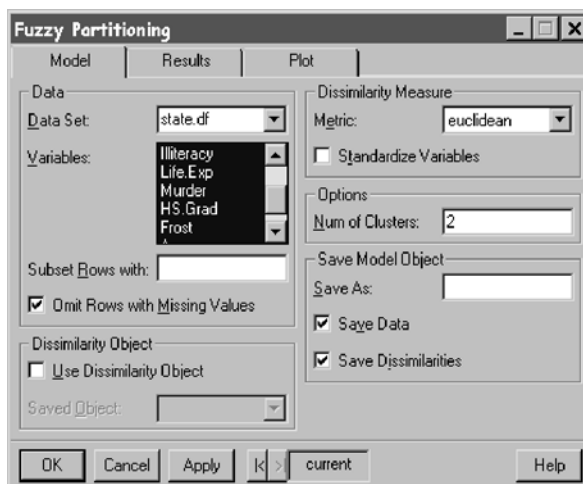 Fuzzy Partitioning
Model
Results
Plot
Data
Data Set:
state.df
Variables:
Illiteracy
Life.Exp
Murder
HS.Grad
Frost
Subset Rows with:
Omit Rows with Missing Values
Dissimilarity Object
Use Dissimilarity Object
Saved Object:
Dissimilarity Measure
Metric:
euclidean
Standardize Variables
Options
Num of Clusters:
2
Save Model Object
Save As:
Save Data
Save Dissimilarities
OK
Cancel
Apply
current
Help